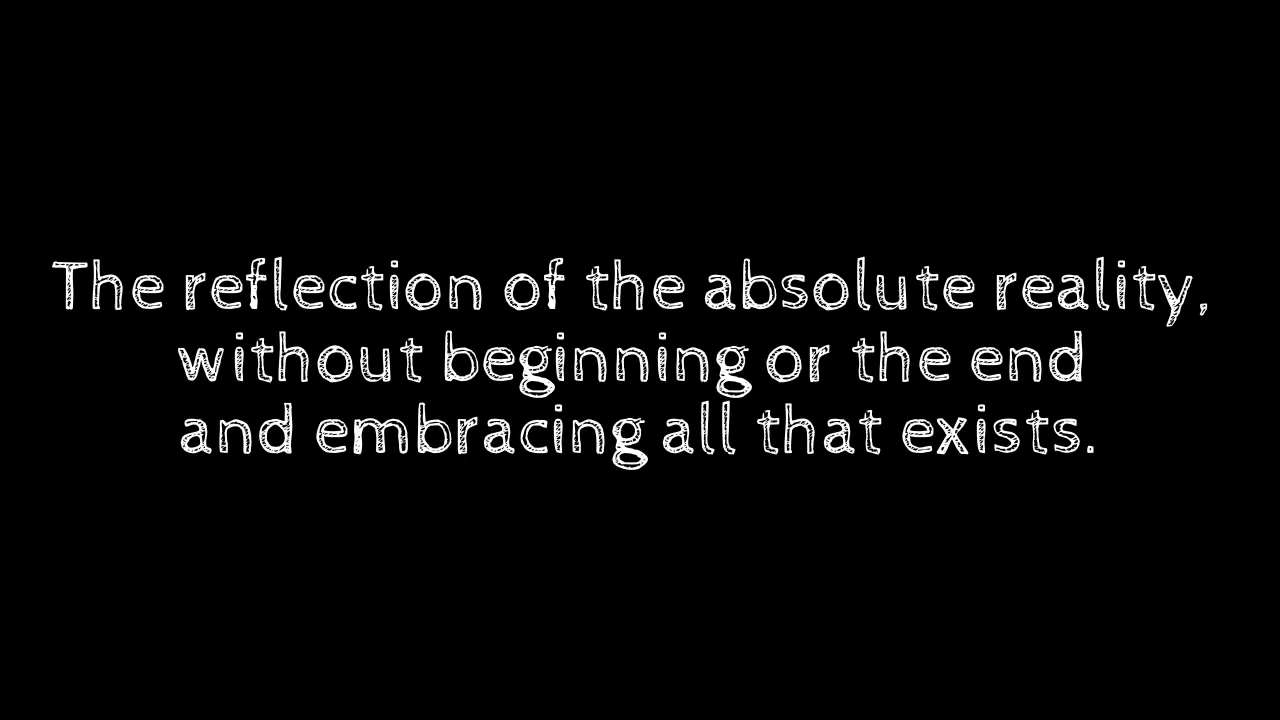 The reflection of the absolute reality,
without beginning or the end
and embracing all that exists.